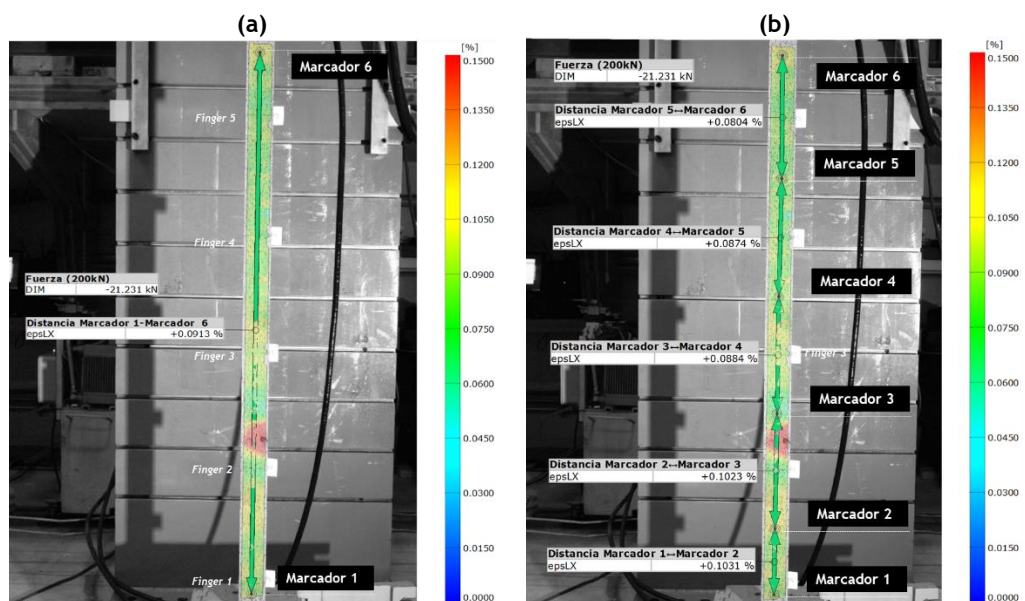 (a)
[%]
0.1500
0.1350
0.1200
0.1050
0.0900
0.0750
0.0600
0.0450
0.0300
0.0150
0.0000
Marcador 6
Finger 5
Finger 4
Fuerza (200kN)
DIM -21.231 kN
Distancia Marcador 1-Marcador 6
epsLX +0.0913 %
Finger 3
Finger 2
Finger 1
Marcador 1
(b)
[%]
0.1500
0.1350
0.1200
0.1050
0.0900
0.0750
0.0600
0.0450
0.0300
0.0150
0.0000
Fuerza (200kN)
DIM -21.231 kN
Marcador 6
Distancia Marcador 5↔Marcador 6
epsLX +0.0804 %
Marcador 5
Distancia Marcador 4↔Marcador 5
epsLX +0.0874 %
Marcador 4
Distancia Marcador 3↔Marcador 4
epsLX +0.0884 %
Finger 3
Marcador 3
Distancia Marcador 2↔Marcador 3
epsLX +0.1023 %
Marcador 2
Distancia Marcador 1↔Marcador 2
epsLX +0.1031 %
Marcador 1